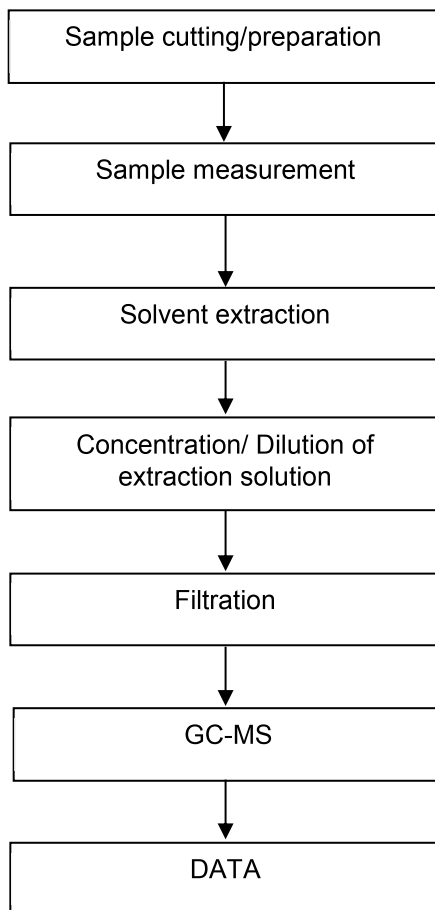 Sample cutting/preparation
Sample measurement
Solvent extraction
Concentration/ Dilution of
extraction solution
Filtration
GC-MS
DATA